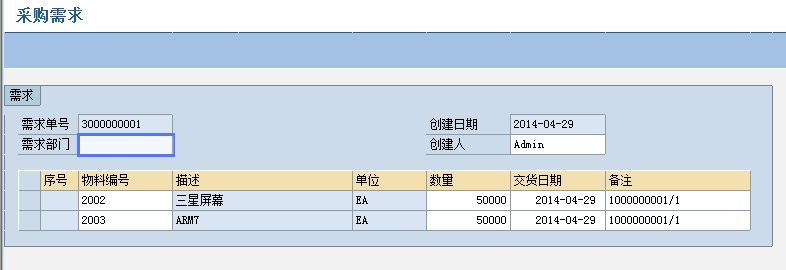 采购需求
需求
需求单号 3000000001 创建日期 2014-04-29
需求部门 创建人 Admin
序号 物料编号 描述 单位 数量 交货日期 备注
2002 三星屏幕 EA 50000 2014-04-29 1000000001/1
2003 ARM7 EA 50000 2014-04-29 1000000001/1